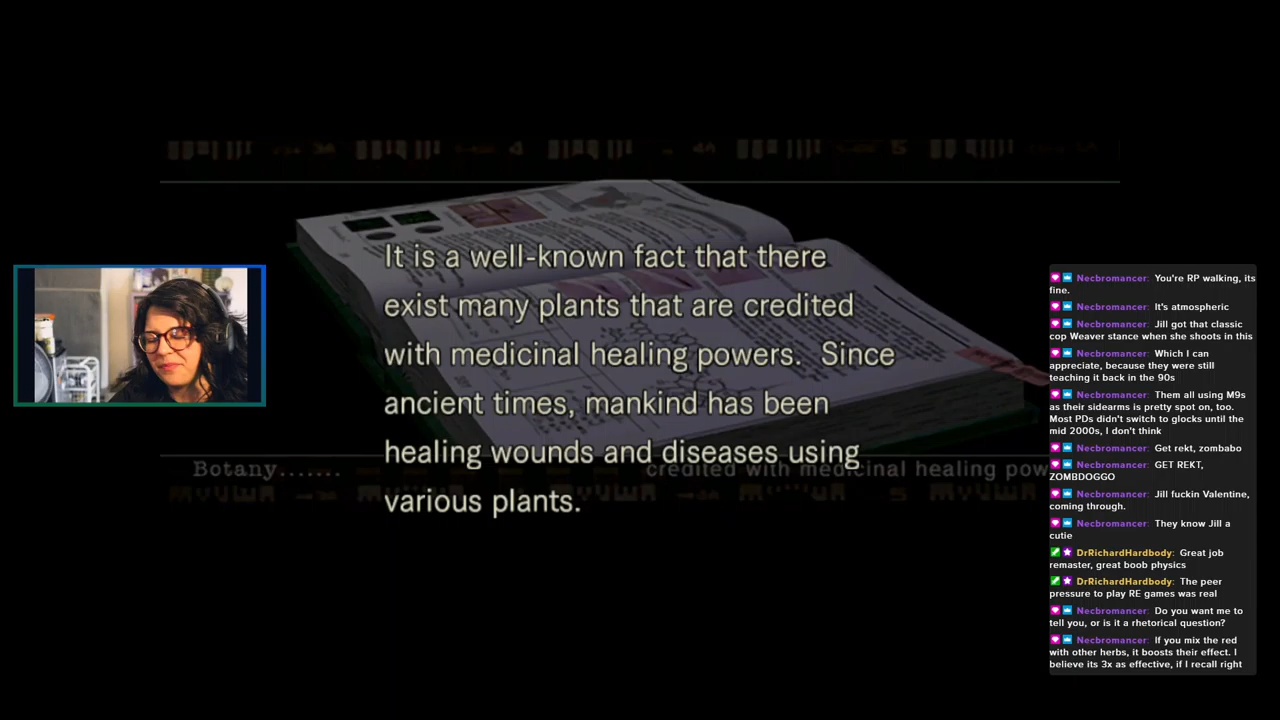 It is a well-known fact that there
exist many plants that are credited
with medicinal healing powers.  Since
ancient times, mankind has been
healing wounds and diseases using
various plants.
Botany.......
credited with medicinal healing pow
Necbromancer: You're RP walking, its
fine.
Necbromancer: It's atmospheric
Necbromancer: Jill got that classic
cop Weaver stance when she shoots in this
Necbromancer: Which I can
appreciate, because they were still
teaching it back in the 90s
Necbromancer: Them all using M9s
as their sidearms is pretty spot on, too.
Most PDs didn't switch to glocks until the
mid 2000s, I don't think
Necbromancer: Get rekt, zombabo
Necbromancer: GET REKT,
ZOMBDOGGO
Necbromancer: Jill fuckin Valentine,
coming through.
Necbromancer: They know Jill a
cutie
DrRichardHardbody: Great job
remaster, great boob physics
DrRichardHardbody: The peer
pressure to play RE games was real
Necbromancer: Do you want me to
tell you, or is it a rhetorical question?
Necbromancer: If you mix the red
with other herbs, it boosts their effect. I
believe its 3x as effective, if I recall right